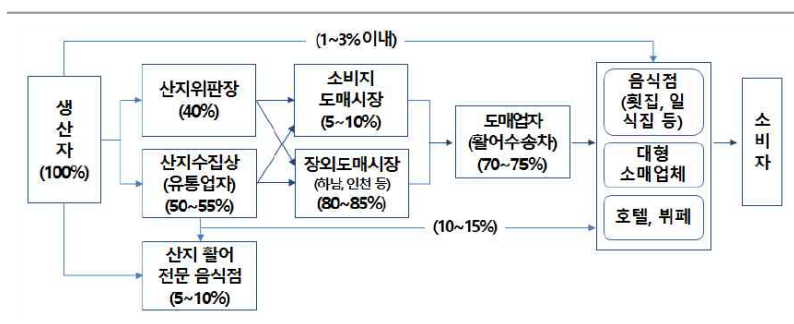 (1~3% 이내)
생
산
자
(100%)
산지위판장
(40%)
산지수집상
(유통업자)
(50~55%)
산지 활어
전문 음식점
(5~10%)
소비지
도매시장
(5~10%)
장외도매시장
(하남, 인천 등)
(80~85%)
도매업자
(활어수송차)
(70~75%)
(10~15%)
음식점
(횟집, 일
식집 등)
대형
소매업체
호텔, 뷔페
소
비
자